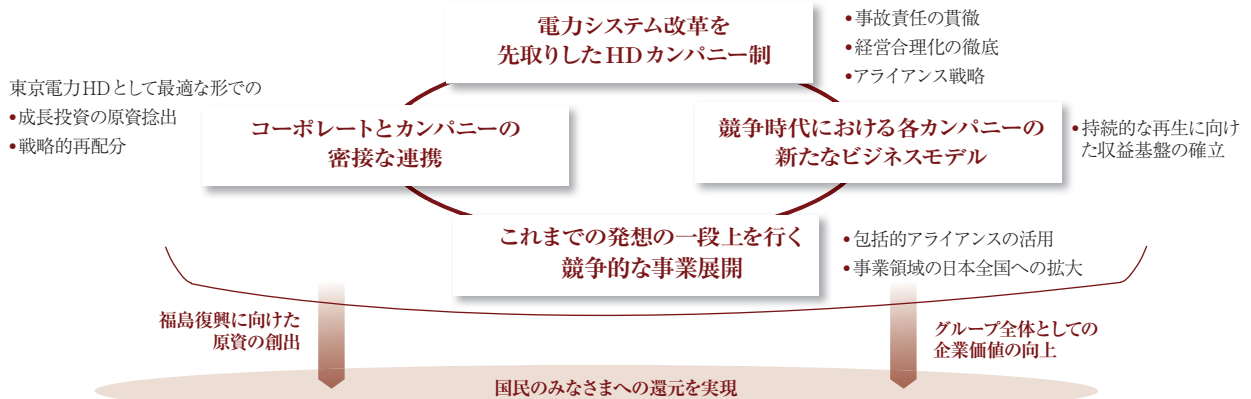 電力システム改革を
先取りしたHDカンパニー制
•事故責任の貫徹
•経営合理化の徹底
•アライアンス戦略
東京電力HDとして最適な形での
•成長投資の原資捻出
•戦略的再配分
コーポレートとカンパニーの
密接な連携
競争時代における各カンパニーの
新たなビジネスモデル
•持続的な再生に向け
た収益基盤の確立
これまでの発想の一段上を行く
競争的な事業展開
•包括的アライアンスの活用
•事業領域の日本全国への拡大
福島復興に向けた
原資の創出
グループ全体としての
企業価値の向上
国民のみなさまへの還元を実現